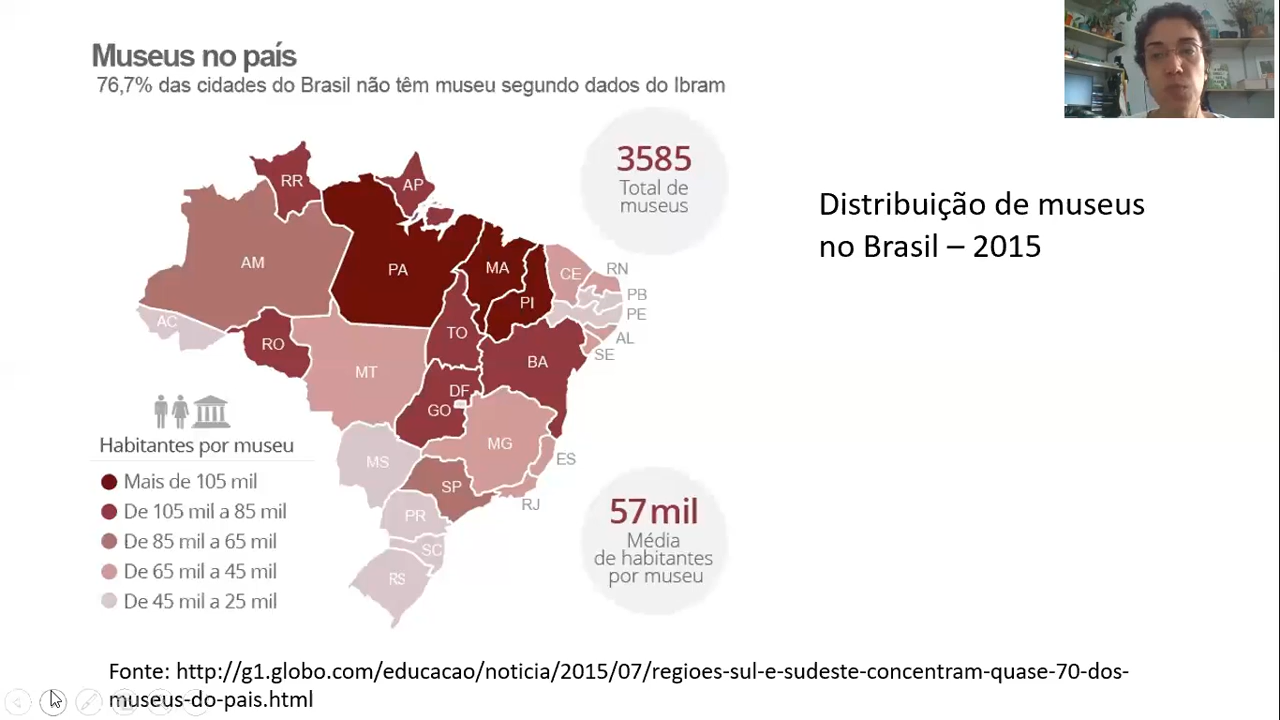 Museus no país
76,7% das cidades do Brasil não têm museu segundo dados do Ibram
3585
Total de
museus
Distribuição de museus
no Brasil – 2015
RR
AP
AM
PA
MA
CE
RN
PI
PB
PE
AC
TO
AL
RO
SE
BA
MT
DF
GO
MG
ES
MS
SP
RJ
PR
SC
RS
Habitantes por museu
Mais de 105 mil
De 105 mil a 85 mil
De 85 mil a 65 mil
De 65 mil a 45 mil
De 45 mil a 25 mil
57 mil
Média
de habitantes
por museu
Fonte: http://g1.globo.com/educacao/noticia/2015/07/regioes-sul-e-sudeste-concentram-quase-70-dos-
museus-do-pais.html